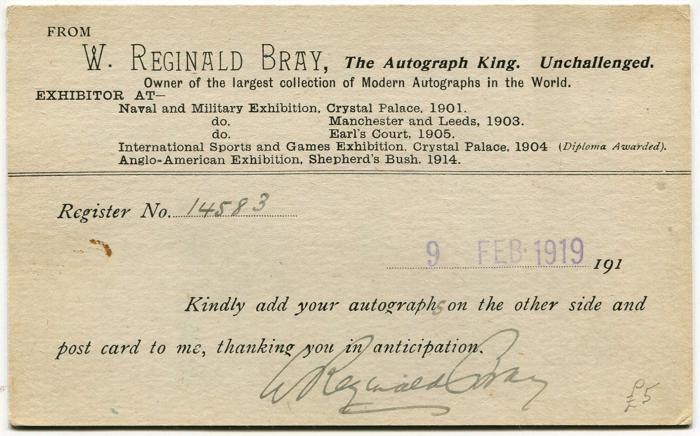 FROM
W. REGINALD BRAY, The Autograph King. Unchallenged.
Owner of the largest collection of Modern Autographs in the World.
EXHIBITOR AT—
Naval and Military Exhibition, Crystal Palace, 1901.
do. Manchester and Leeds, 1903.
do. Earl's Court, 1905.
International Sports and Games Exhibition, Crystal Palace, 1904 (Diploma Awarded).
Anglo-American Exhibition, Shepherd's Bush. 1914.
Register No. 14583
9 FEB 1919 191
Kindly add your autographs on the other side and
post card to me, thanking you in anticipation.
W Reginald Bray
£5